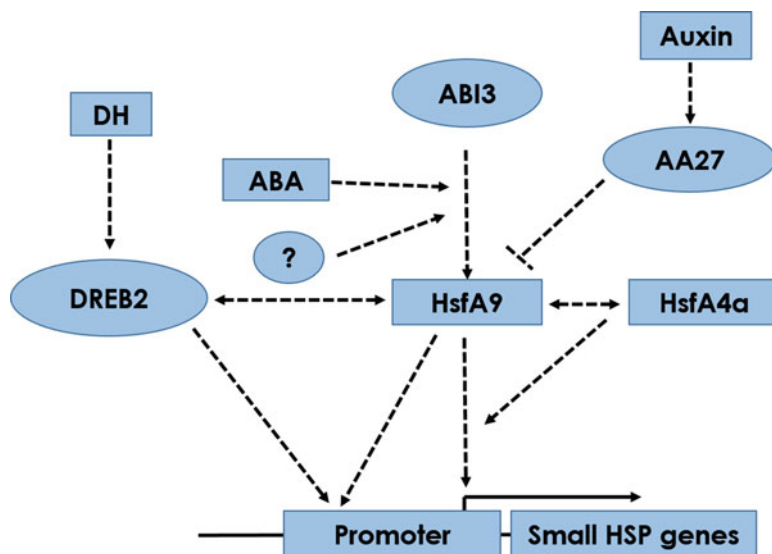 Auxin
ABI3
DH
AA27
ABA
?
DREB2
HsfA9
HsfA4a
Promoter
Small HSP genes